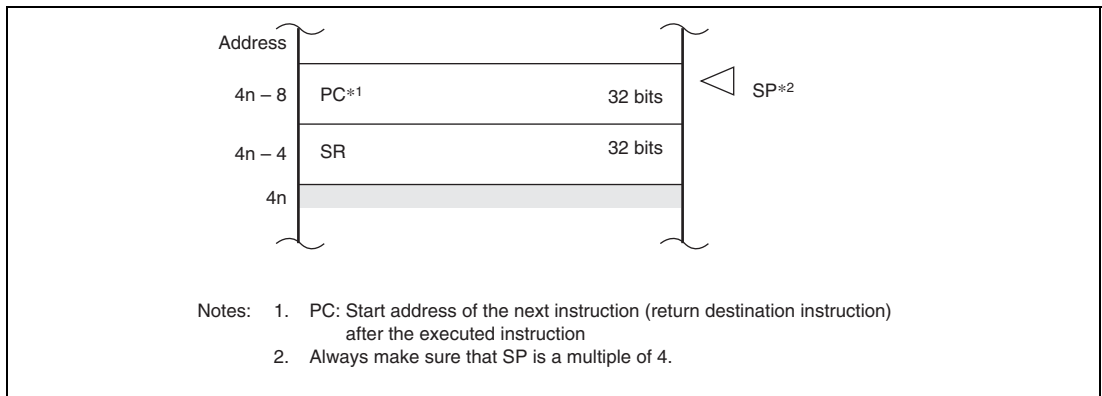 Address
4n – 8 PC*1 32 bits SP*2
4n – 4 SR 32 bits
4n
Notes: 1. PC: Start address of the next instruction (return destination instruction)
after the executed instruction
2. Always make sure that SP is a multiple of 4.